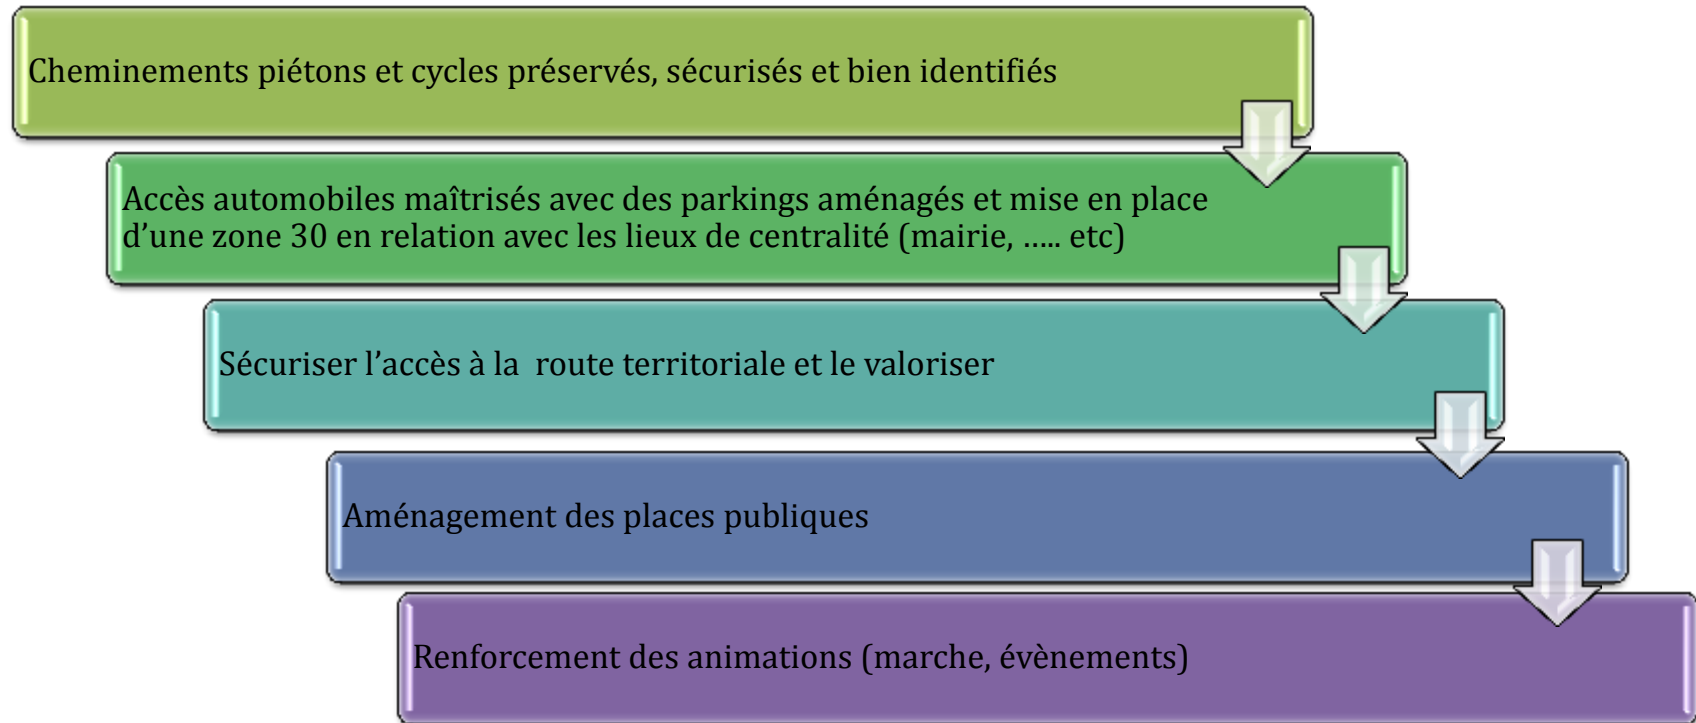 Cheminements piétons et cycles préservés, sécurisés et bien identifiés
Accès automobiles maîtrisés avec des parkings aménagés et mise en place
d’une zone 30 en relation avec les lieux de centralité (mairie, ….. etc)
Sécuriser l’accès à la  route territoriale et le valoriser
Aménagement des places publiques
Renforcement des animations (marche, évènements)